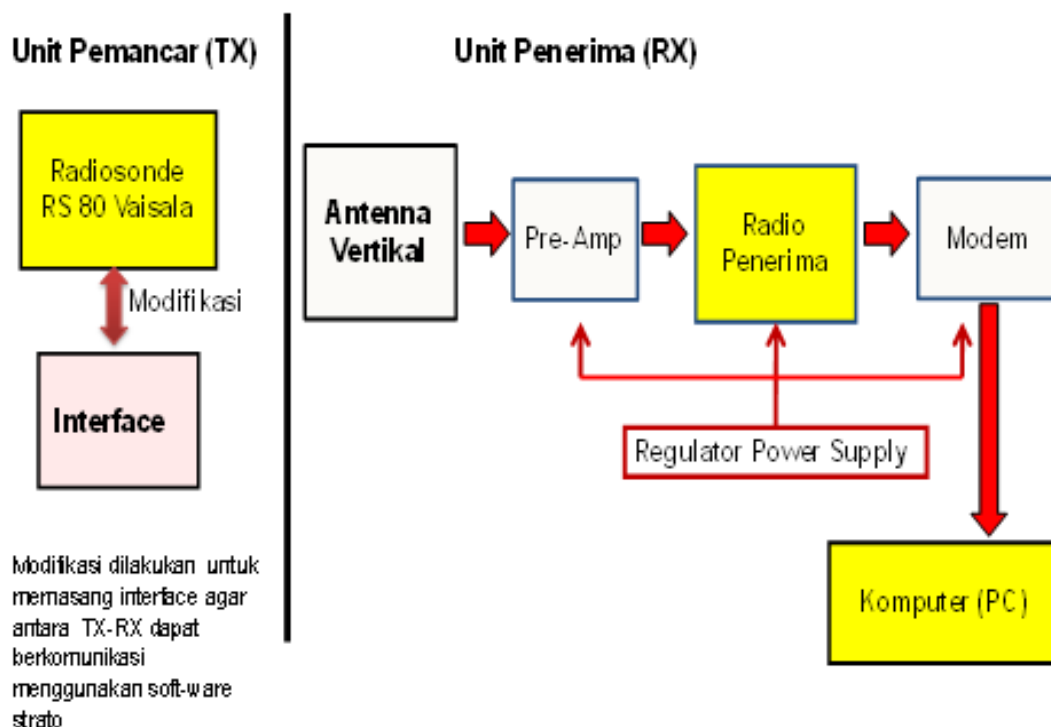 Unit Pemancar (TX)
Unit Penerima (RX)
Radiosonde
RS 80 Vaisala
Modifikasi
Interface
Modifikasi dilakukan untuk
memasang interface agar
antara TX-RX dapat
berkomunikasi
menggunakan soft-ware
strato
Antenna
Vertikal
Pre-Amp
Radio
Penerima
Modem
Regulator Power Supply
Komputer (PC)